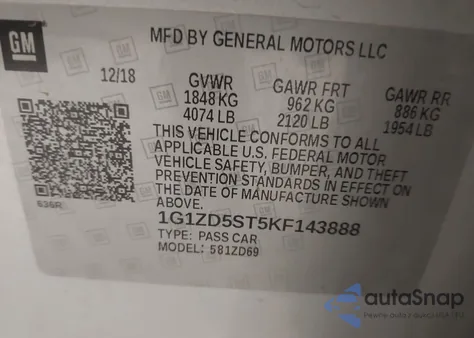 GM
MFD BY GENERAL MOTORS LLC
12/18
GVWR GAWR FRT GAWR RR
1848 KG 962 KG 886 KG
4074 LB 2120 LB 1954 LB
THIS VEHICLE CONFORMS TO ALL
APPLICABLE U.S. FEDERAL MOTOR
VEHICLE SAFETY, BUMPER, AND THEFT
PREVENTION STANDARDS IN EFFECT ON
THE DATE OF MANUFACTURE SHOWN
ABOVE.
636R
1G1ZD5ST5KF143888
TYPE: PASS CAR
MODEL: 581ZD69
autaSnap